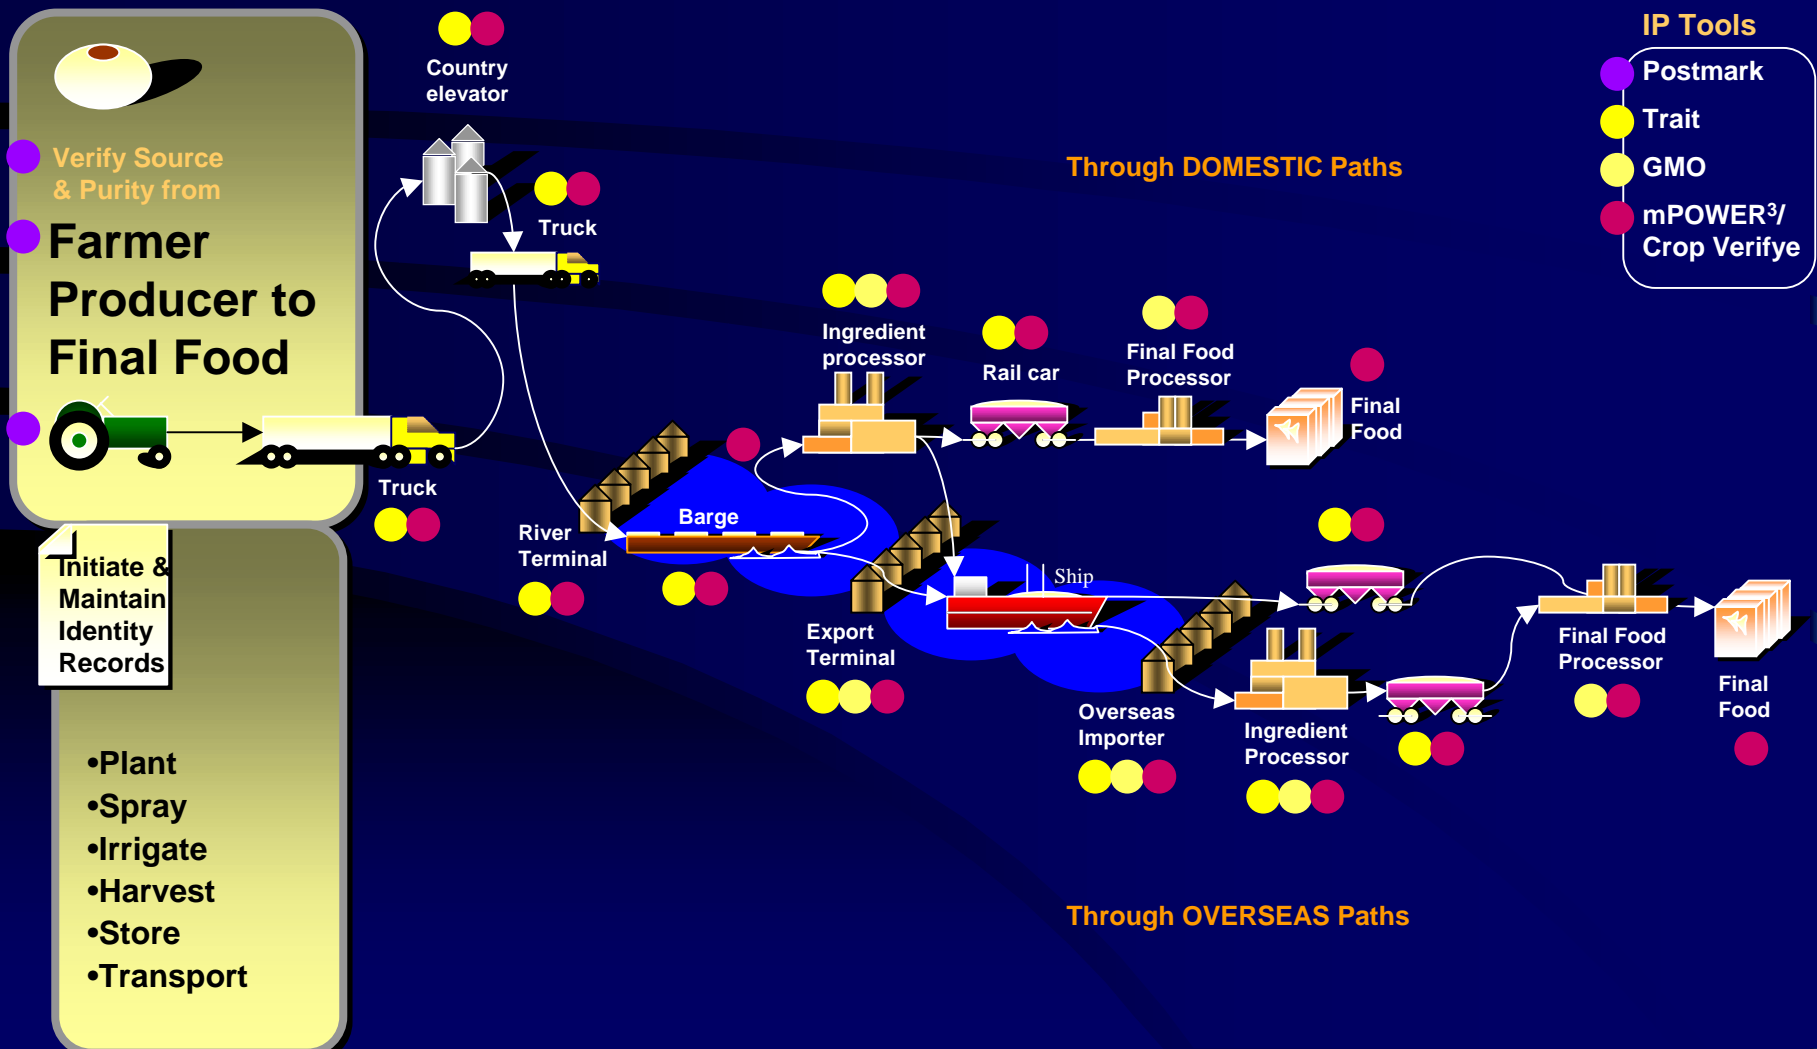 Verify Source
& Purity from
Farmer
Producer to
Final Food
Truck
Initiate &
Maintain
Identity
Records
•Plant
•Spray
•Irrigate
•Harvest
•Store
•Transport
Country
elevator
Truck
River
Terminal
Barge
Through DOMESTIC Paths
Ingredient
processor
Rail car
Final Food
Processor
Final
Food
Export
Terminal
Ship
Overseas
Importer
Ingredient
Processor
Final Food
Processor
Final
Food
Through OVERSEAS Paths
IP Tools
Postmark
Trait
GMO
mPOWER³/
Crop Verifye